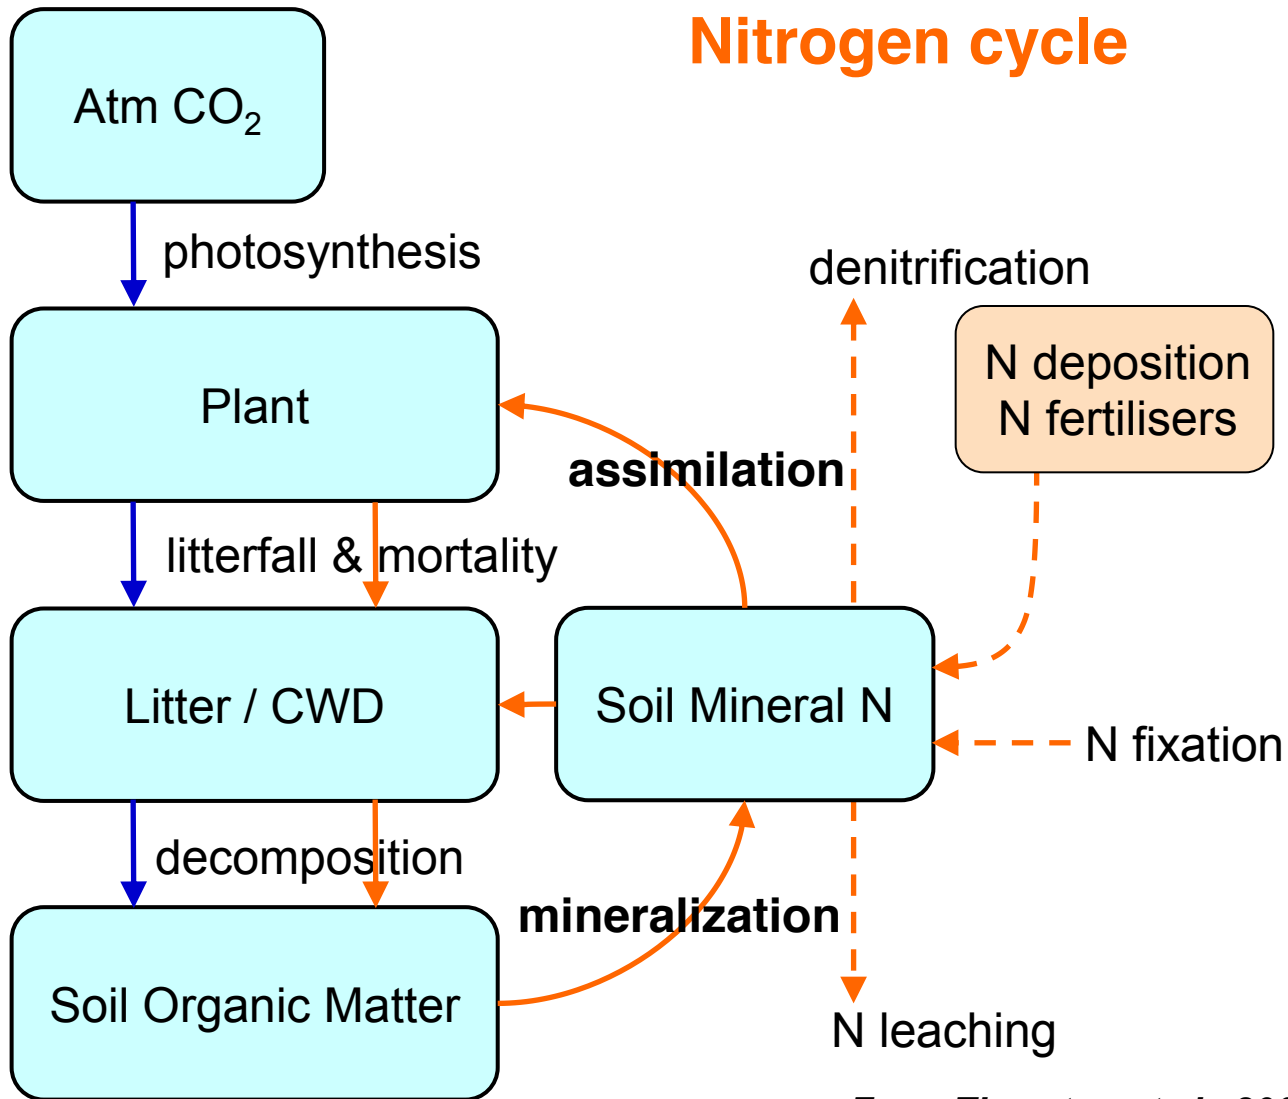 Nitrogen cycle
Atm CO₂
photosynthesis
denitrification
N deposition
N fertilisers
Plant
assimilation
litterfall & mortality
Litter / CWD
Soil Mineral N
N fixation
decomposition
mineralization
Soil Organic Matter
N leaching